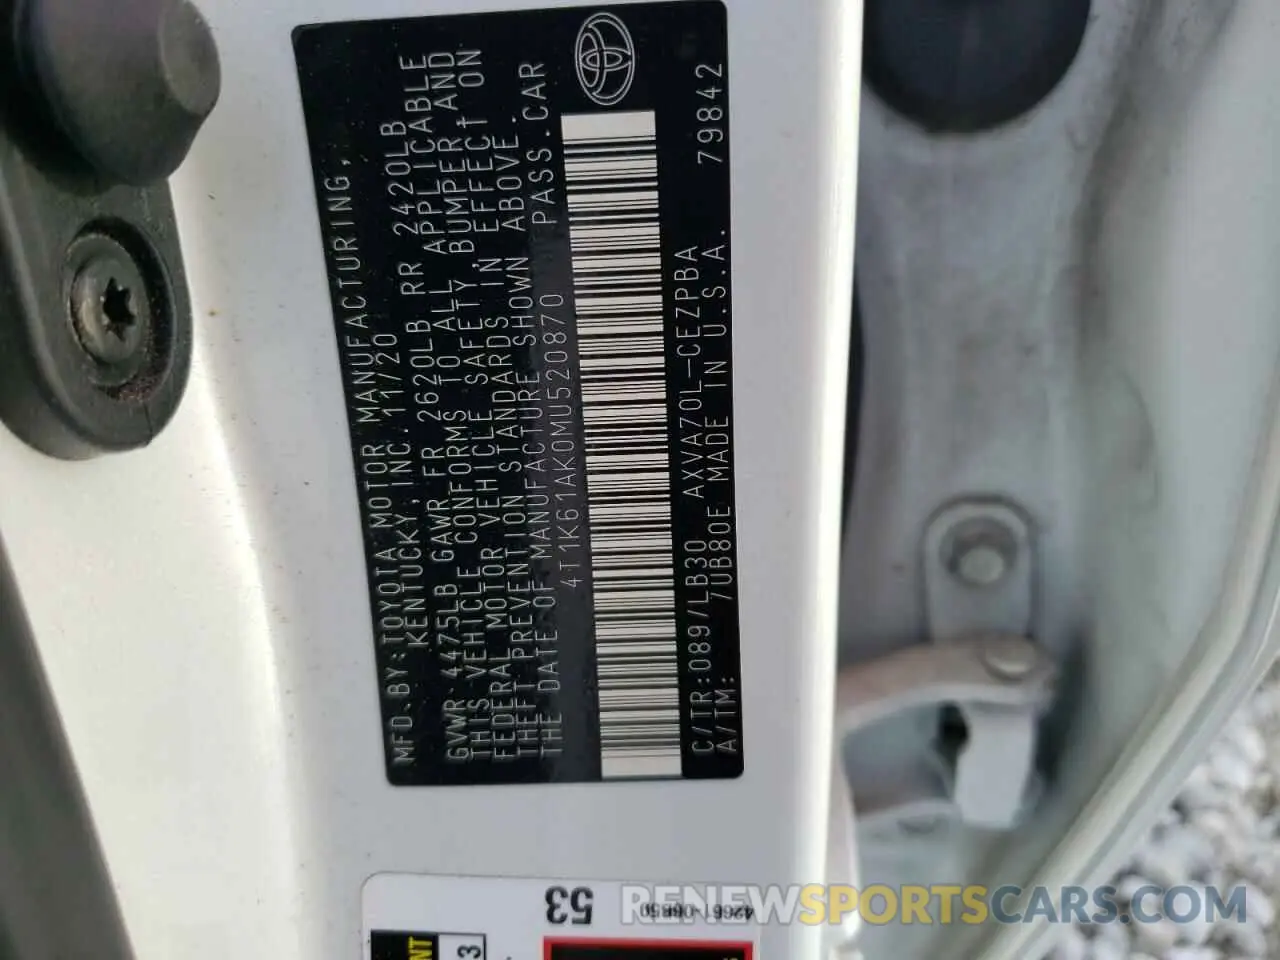 MFD. BY: TOYOTA MOTOR MANUFACTURING,
KENTUCKY, INC. 11/20
GVWR 4475LB GAWR FR 2620LB RR 2420LB
THIS VEHICLE CONFORMS TO ALL APPLICABLE
FEDERAL MOTOR VEHICLE SAFETY, BUMPER AND
THEFT PREVENTION STANDARDS IN EFFECT ON
THE DATE OF MANUFACTURE SHOWN ABOVE.
4T1K61AK0MU520870 PASS. CAR
C/TR: 089/LB30 AXVA70L-CEZPBA
A/TM: 7UB80E MADE IN U.S.A. 79842
53
RENEWSPORTSCARS.COM